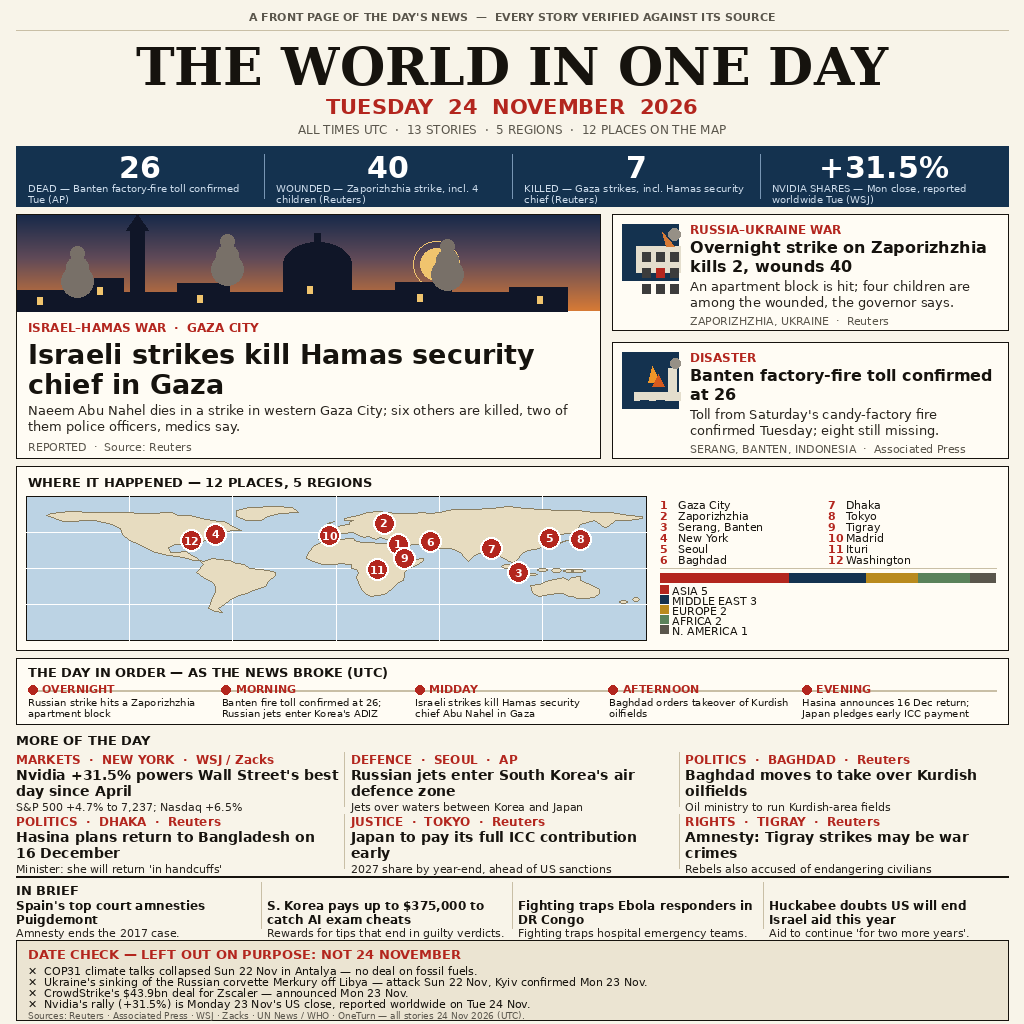 A FRONT PAGE OF THE DAY'S NEWS — EVERY STORY VERIFIED AGAINST ITS SOURCE
THE WORLD IN ONE DAY
TUESDAY 24 NOVEMBER 2026
ALL TIMES UTC · 13 STORIES · 5 REGIONS · 12 PLACES ON THE MAP
26
DEAD — Banten factory-fire toll confirmed
Tue (AP)
40
WOUNDED — Zaporizhzhia strike, incl. 4
children (Reuters)
7
KILLED — Gaza strikes, incl. Hamas security
chief (Reuters)
+31.5%
NVIDIA SHARES — Mon close, reported
worldwide Tue (WSJ)
ISRAEL–HAMAS WAR · GAZA CITY
Israeli strikes kill Hamas security
chief in Gaza
Naeem Abu Nahel dies in a strike in western Gaza City; six others are killed, two of
them police officers, medics say.
REPORTED · Source: Reuters
RUSSIA–UKRAINE WAR
Overnight strike on Zaporizhzhia
kills 2, wounds 40
An apartment block is hit; four children are
among the wounded, the governor says.
ZAPORIZHZHIA, UKRAINE · Reuters
DISASTER
Banten factory-fire toll confirmed
at 26
Toll from Saturday's candy-factory fire
confirmed Tuesday; eight still missing.
SERANG, BANTEN, INDONESIA · Associated Press
WHERE IT HAPPENED — 12 PLACES, 5 REGIONS
2
12
4
10
1
6
7
5
8
9
11
3
1 Gaza City
2 Zaporizhzhia
3 Serang, Banten
4 New York
5 Seoul
6 Baghdad
7 Dhaka
8 Tokyo
9 Tigray
10 Madrid
11 Ituri
12 Washington
ASIA 5
MIDDLE EAST 3
EUROPE 2
AFRICA 2
N. AMERICA 1
THE DAY IN ORDER — AS THE NEWS BROKE (UTC)
OVERNIGHT
Russian strike hits a Zaporizhzhia
apartment block
MORNING
Banten fire toll confirmed at 26;
Russian jets enter Korea's ADIZ
MIDDAY
Israeli strikes kill Hamas security
chief Abu Nahel in Gaza
AFTERNOON
Baghdad orders takeover of Kurdish
oilfields
EVENING
Hasina announces 16 Dec return;
Japan pledges early ICC payment
MORE OF THE DAY
MARKETS · NEW YORK · WSJ / Zacks
Nvidia +31.5% powers Wall Street's best
day since April
S&P 500 +4.7% to 7,237; Nasdaq +6.5%
DEFENCE · SEOUL · AP
Russian jets enter South Korea's air
defence zone
Jets over waters between Korea and Japan
POLITICS · BAGHDAD · Reuters
Baghdad moves to take over Kurdish
oilfields
Oil ministry to run Kurdish-area fields
POLITICS · DHAKA · Reuters
Hasina plans return to Bangladesh on
16 December
Minister: she will return 'in handcuffs'
JUSTICE · TOKYO · Reuters
Japan to pay its full ICC contribution
early
2027 share by year-end, ahead of US sanctions
RIGHTS · TIGRAY · Reuters
Amnesty: Tigray strikes may be war
crimes
Rebels also accused of endangering civilians
IN BRIEF
Spain's top court amnesties
Puigdemont
Amnesty ends the 2017 case.
S. Korea pays up to $375,000 to
catch AI exam cheats
Rewards for tips that end in guilty verdicts.
Fighting traps Ebola responders in
DR Congo
Fighting traps hospital emergency teams.
Huckabee doubts US will end
Israel aid this year
Aid to continue 'for two more years'.
DATE CHECK — LEFT OUT ON PURPOSE: NOT 24 NOVEMBER
✕ COP31 climate talks collapsed Sun 22 Nov in Antalya — no deal on fossil fuels.
✕ Ukraine's sinking of the Russian corvette Merkury off Libya — attack Sun 22 Nov, Kyiv confirmed Mon 23 Nov.
✕ CrowdStrike's $43.9bn deal for Zscaler — announced Mon 23 Nov.
✕ Nvidia's rally (+31.5%) is Monday 23 Nov's US close, reported worldwide on Tue 24 Nov.
Sources: Reuters · Associated Press · WSJ · Zacks · UN News / WHO · OneTurn — all stories 24 Nov 2026 (UTC).